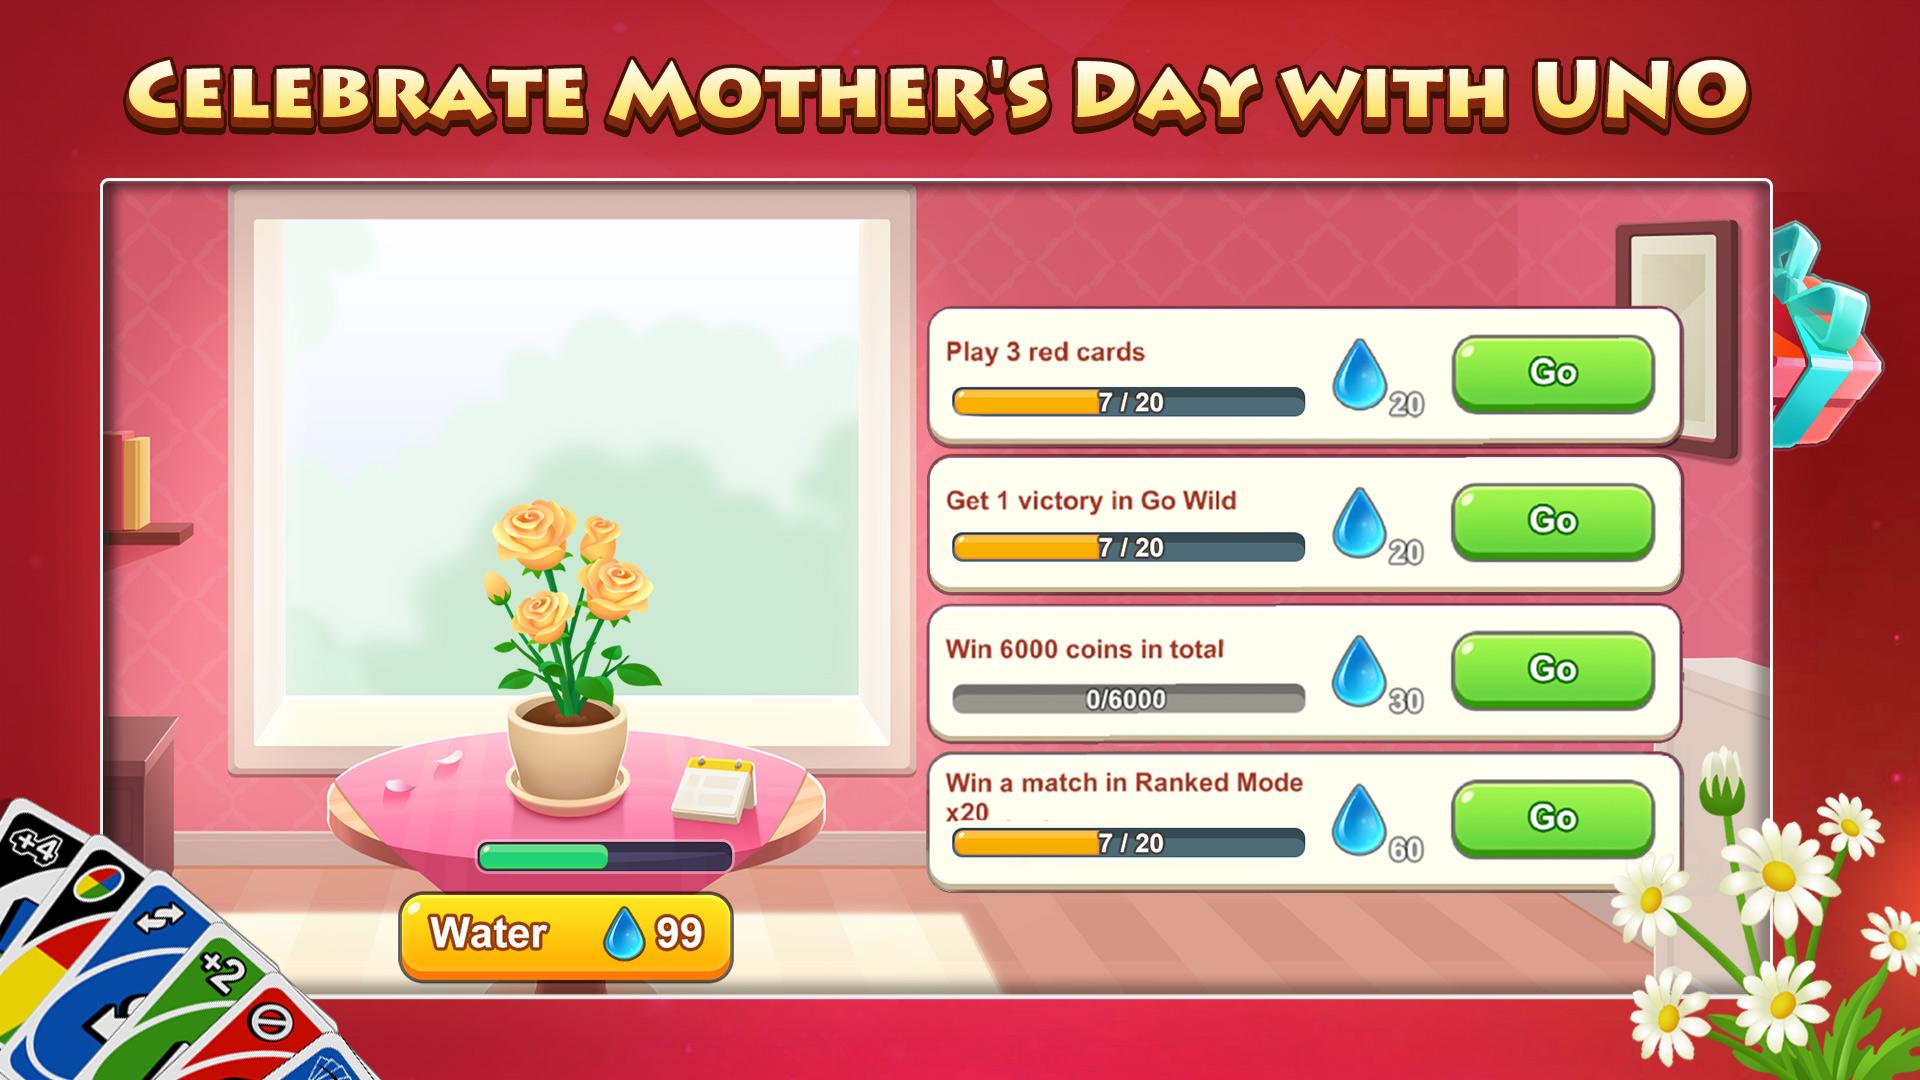 CELEBRATE MOTHER'S DAY WITH UNO
Play 3 red cards
7 / 20
20
Go
Get 1 victory in Go Wild
7 / 20
20
Go
Win 6000 coins in total
0/6000
30
Go
Win a match in Ranked Mode
x20
7 / 20
60
Go
Water 99
+4
+2